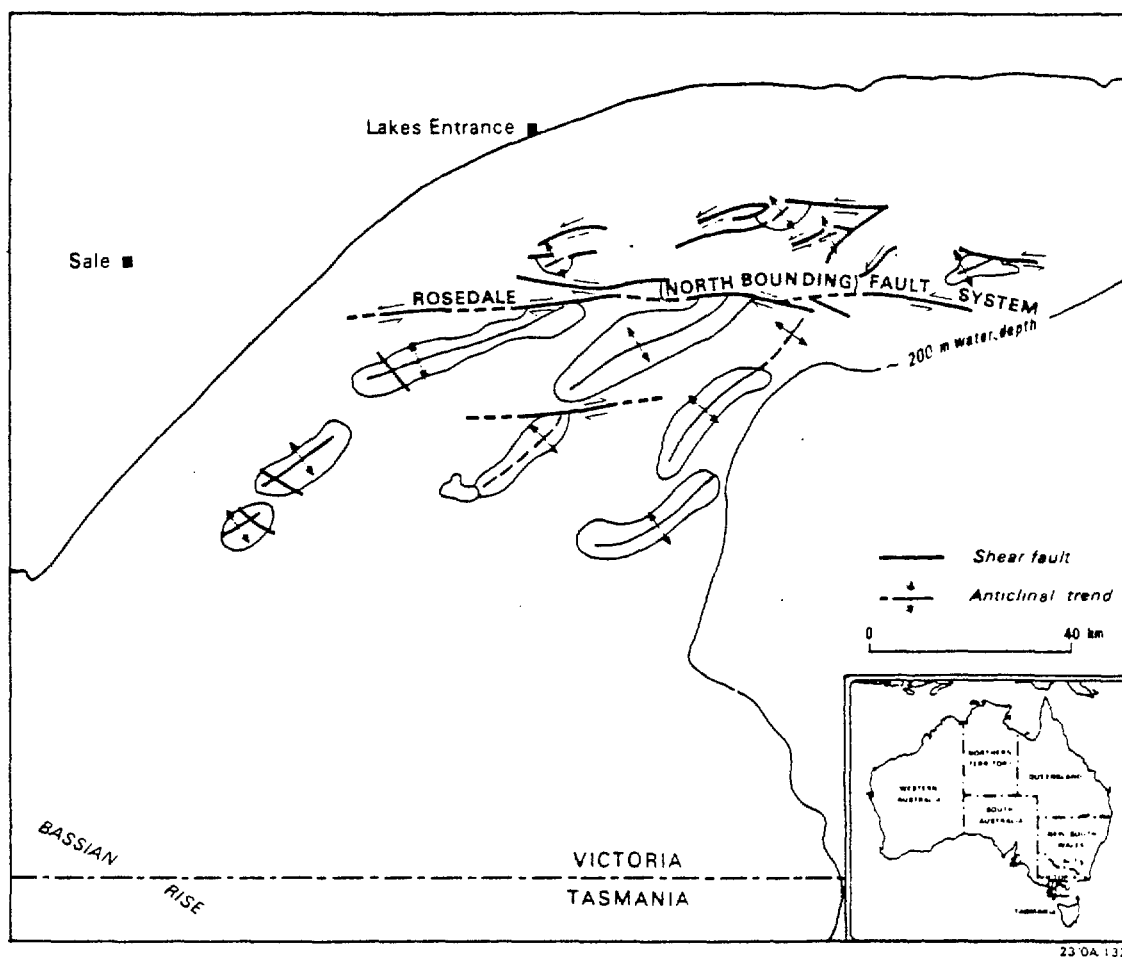 Lakes Entrance
Sale
ROSEDALE
NORTH BOUNDING FAULT SYSTEM
200 m water depth
Shear fault
Anticlinal trend
0 40 km
BASSIAN
RISE
VICTORIA
TASMANIA
NORTHERN
TERRITORY
WESTERN
AUSTRALIA
QUEENSLAND
SOUTH
AUSTRALIA
NEW SOUTH
WALES
TASMANIA